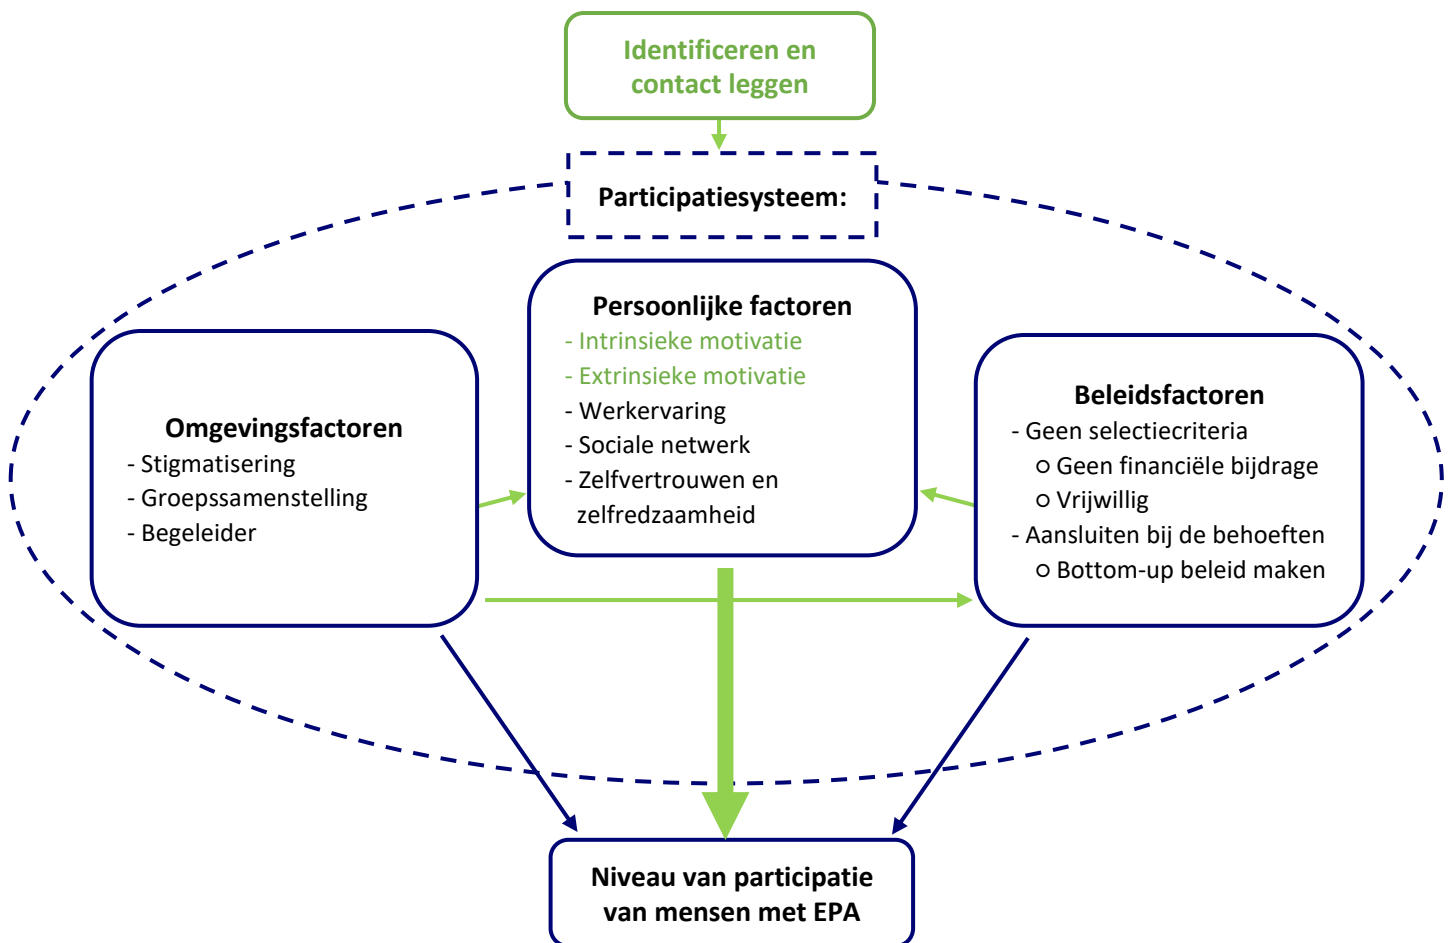 Identificeren en
contact leggen
Participatiesysteem:
Persoonlijke factoren
- Intrinsieke motivatie
- Extrinsieke motivatie
- Werkervaring
- Sociale netwerk
- Zelfvertrouwen en
zelfredzaamheid
Omgevingsfactoren
- Stigmatisering
- Groepssamenstelling
- Begeleider
Beleidsfactoren
- Geen selectiecriteria
o Geen financiële bijdrage
o Vrijwillig
- Aansluiten bij de behoeften
o Bottom-up beleid maken
Niveau van participatie
van mensen met EPA